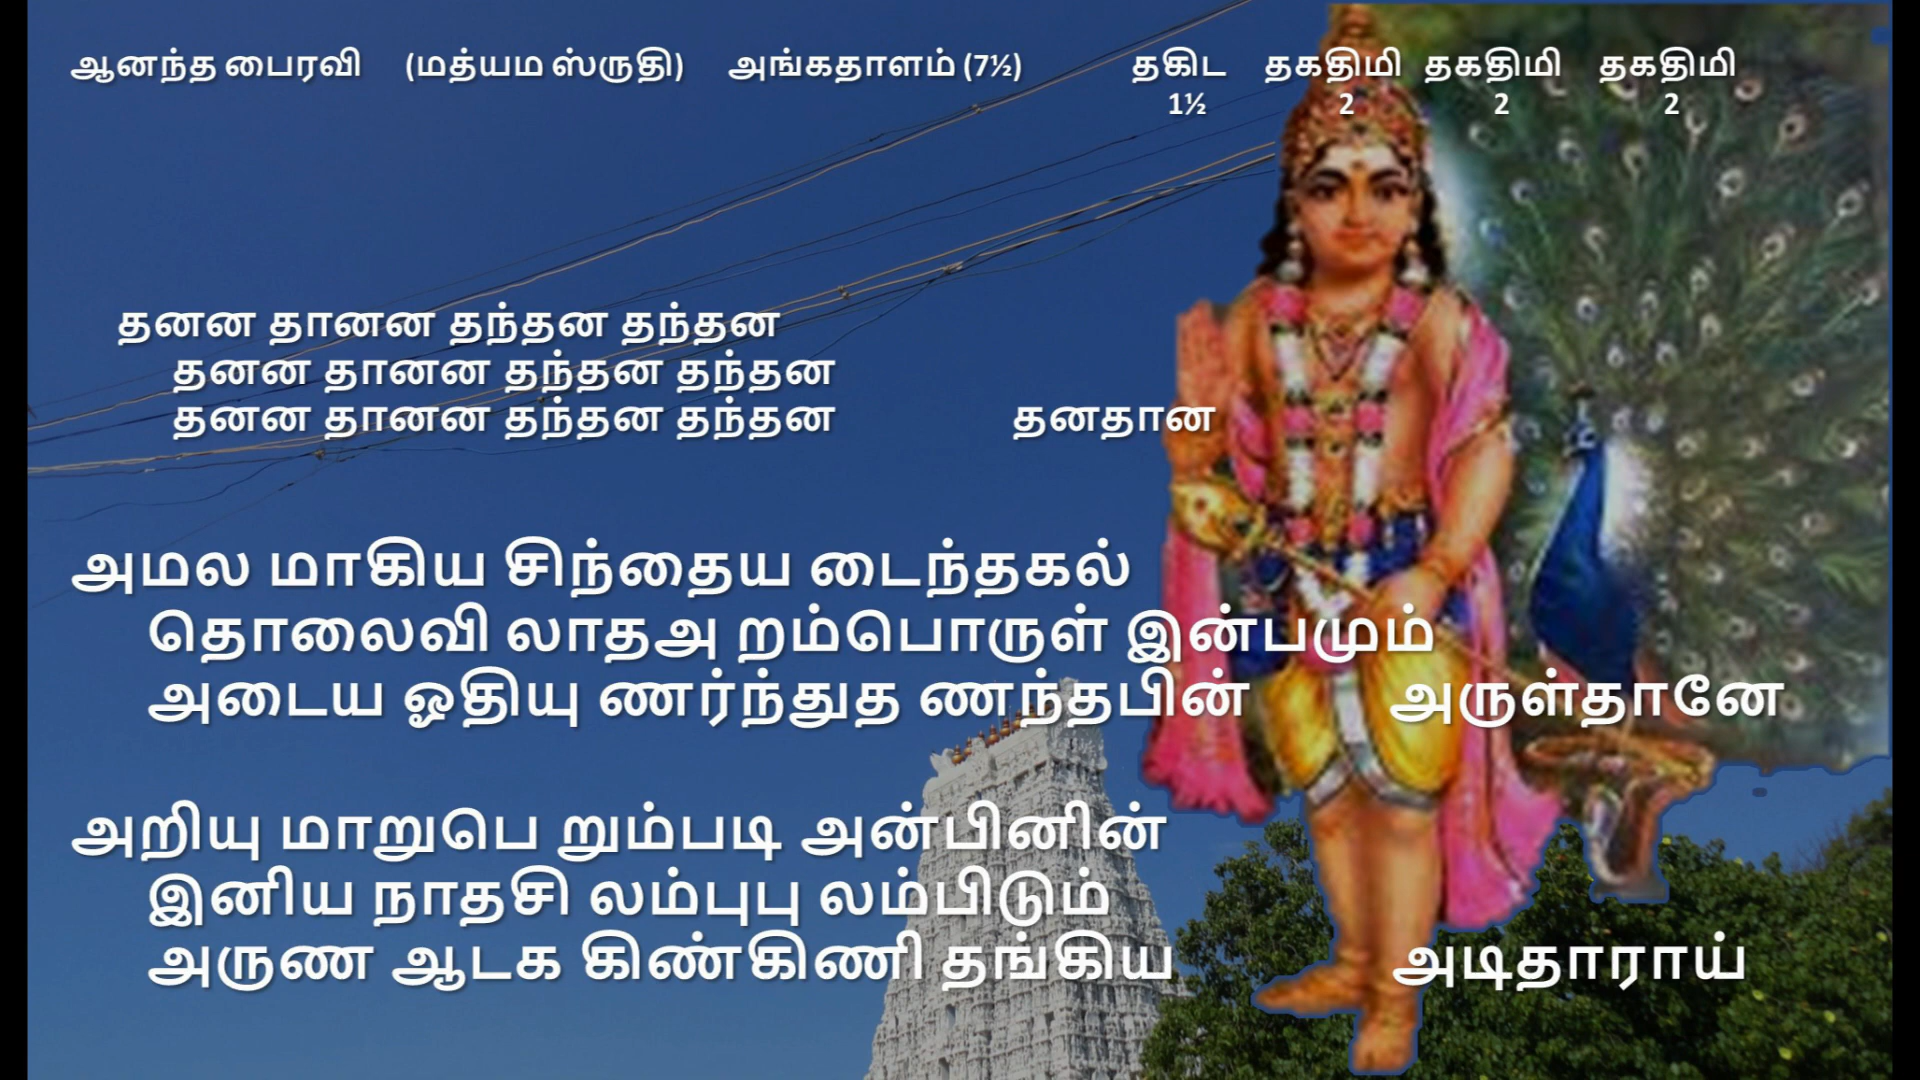 ஆனந்த பைரவி (மத்யம ஸ்ருதி) அங்கதாளம் (7½) தகிட தகதிமி தகதிமி தகதிமி
1½ 2 2 2
தனன தானன தந்தன தந்தன
தனன தானன தந்தன தந்தன
தனன தானன தந்தன தந்தன தனதான
அமல மாகிய சிந்தைய டைந்தகல்
தொலைவி லாதஅ றம்பொருள் இன்பமும்
அடைய ஓதியு ணர்ந்துத ணந்தபின் அருள்தானே
அறியு மாறுபெ றும்படி அன்பினின்
இனிய நாதசி லம்புபு லம்பிடும்
அருண ஆடக கிண்கிணி தங்கிய அடிதாராய்